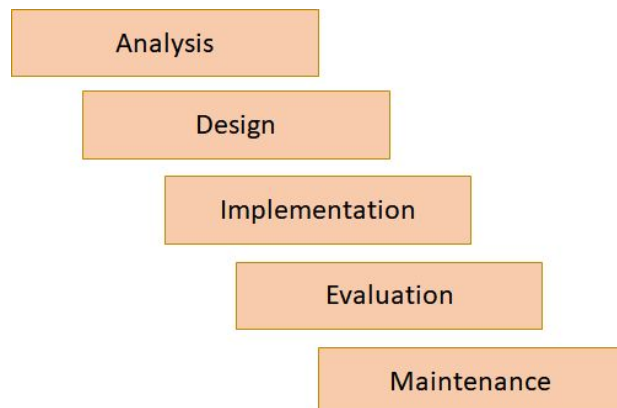 Analysis
Design
Implementation
Evaluation
Maintenance